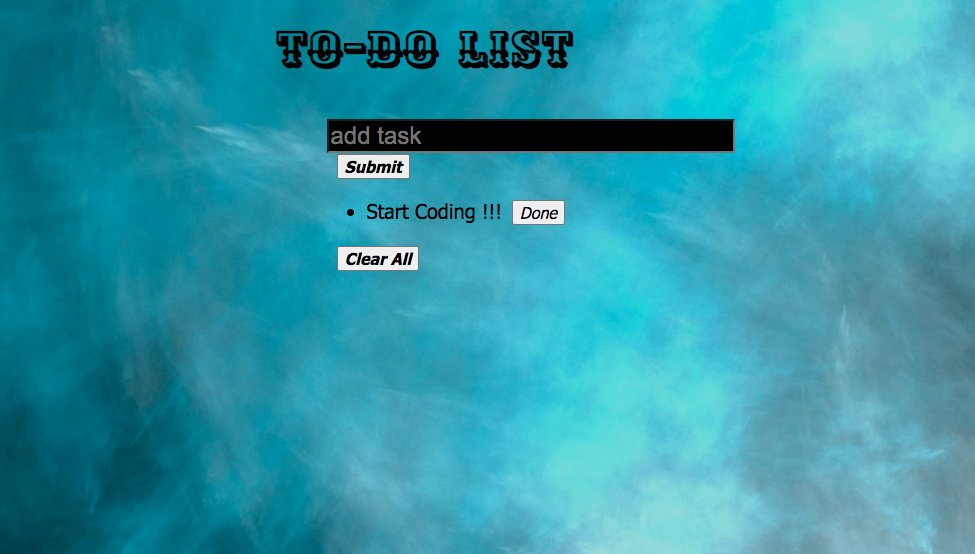 TO-DO LIST
add task
Submit
• Start Coding !!! Done
Clear All